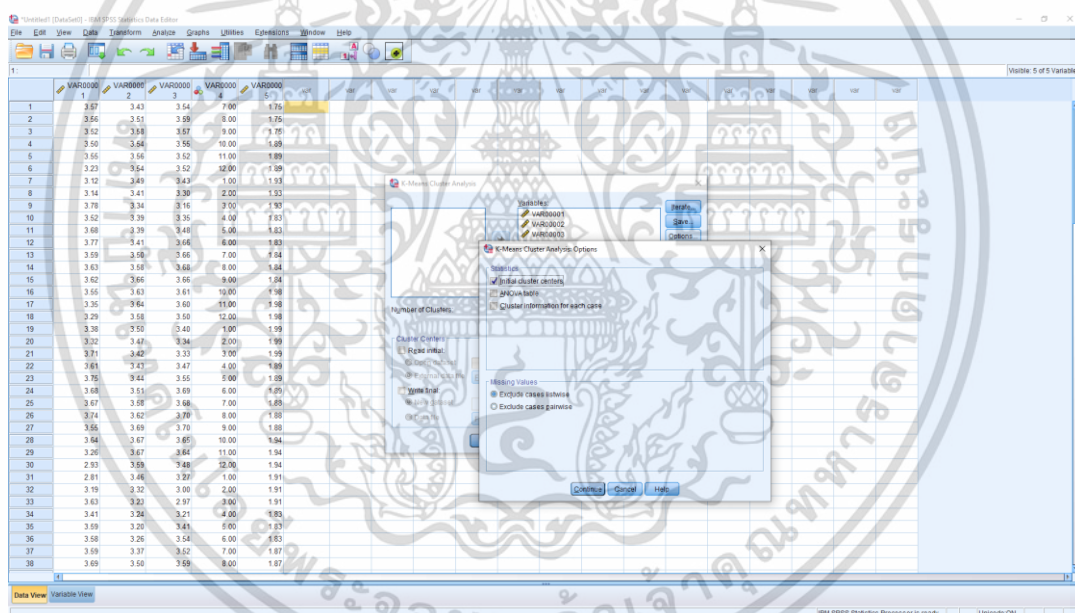 *Untitled1 [DataSet0] - IBM SPSS Statistics Data Editor
File Edit View Data Transform Analyze Graphs Utilities Extensions Window Help
1 :
Visible: 5 of 5 Variable
VAR00001 VAR00002 VAR00003 VAR00004 VAR00005 var var var var var var var var var var var var var var
1 3.57 3.43 3.54 7.00 1.75
2 3.56 3.51 3.59 8.00 1.75
3 3.52 3.58 3.57 9.00 1.75
4 3.50 3.54 3.55 10.00 1.89
5 3.55 3.56 3.52 11.00 1.89
6 3.23 3.54 3.52 12.00 1.89
7 3.12 3.49 3.43 1.00 1.93
8 3.14 3.41 3.30 2.00 1.93
9 3.78 3.34 3.16 3.00 1.93
10 3.52 3.39 3.35 4.00 1.83
11 3.68 3.39 3.48 5.00 1.83
12 3.77 3.41 3.66 6.00 1.83
13 3.59 3.50 3.66 7.00 1.84
14 3.63 3.58 3.68 8.00 1.84
15 3.62 3.66 3.66 9.00 1.84
16 3.55 3.63 3.61 10.00 1.98
17 3.35 3.64 3.60 11.00 1.98
18 3.29 3.58 3.50 12.00 1.98
19 3.38 3.50 3.40 1.00 1.99
20 3.32 3.47 3.34 2.00 1.99
21 3.71 3.42 3.33 3.00 1.99
22 3.61 3.43 3.47 4.00 1.89
23 3.75 3.44 3.55 5.00 1.89
24 3.68 3.51 3.69 6.00 1.89
25 3.67 3.58 3.68 7.00 1.88
26 3.74 3.62 3.70 8.00 1.88
27 3.55 3.69 3.70 9.00 1.88
28 3.64 3.67 3.65 10.00 1.94
29 3.26 3.67 3.64 11.00 1.94
30 2.93 3.59 3.48 12.00 1.94
31 2.81 3.46 3.27 1.00 1.91
32 3.19 3.32 3.00 2.00 1.91
33 3.63 3.23 2.97 3.00 1.91
34 3.41 3.24 3.21 4.00 1.83
35 3.59 3.20 3.41 5.00 1.83
36 3.58 3.26 3.54 6.00 1.83
37 3.59 3.37 3.52 7.00 1.87
38 3.69 3.50 3.59 8.00 1.87
K-Means Cluster Analysis
Variables:
VAR00001
VAR00002
VAR00003
Iterate...
Save...
Options...
Number of Clusters:
Cluster Centers
Read initial:
Write final:
K-Means Cluster Analysis: Options
Statistics
Initial cluster centers
ANOVA table
Cluster information for each case
Missing Values
Exclude cases listwise
Exclude cases pairwise
Continue Cancel Help
Data View Variable View
IBM SPSS Statistics Processor is ready Unicode:ON